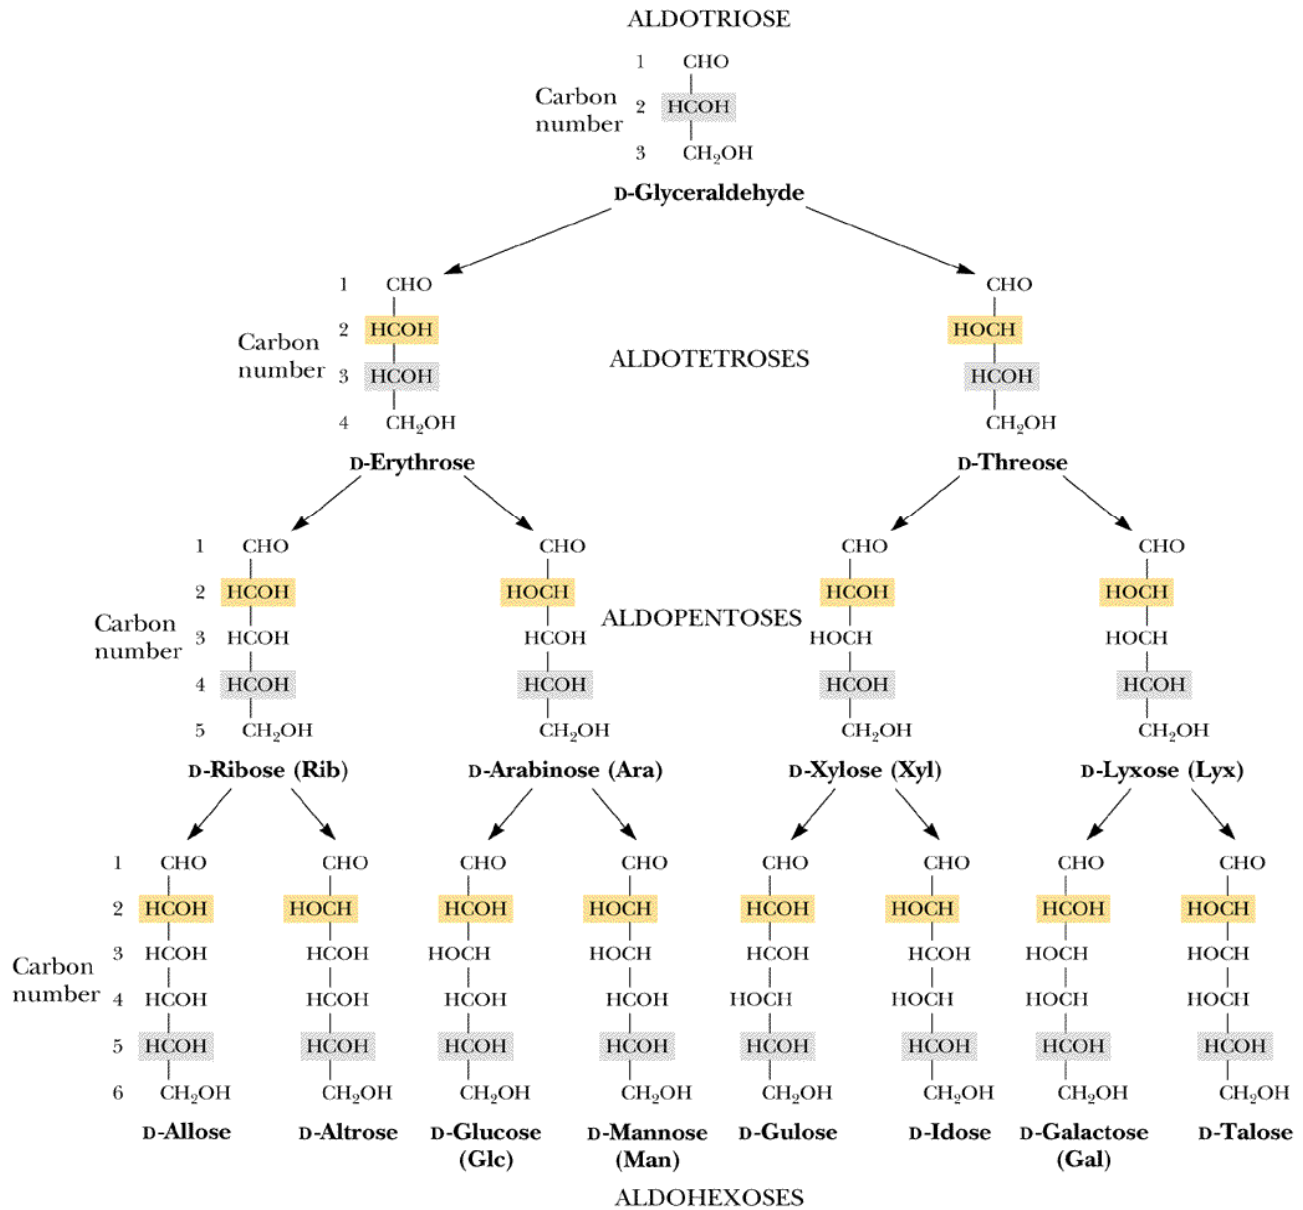 ALDOTRIOSE
1 CHO
Carbon number 2 HCOH
3 CH₂OH
D-Glyceraldehyde
1 CHO CHO
2 HCOH HOCH
Carbon number ALDOTETROSES
3 HCOH HCOH
4 CH₂OH CH₂OH
D-Erythrose D-Threose
1 CHO CHO CHO CHO
2 HCOH HOCH HCOH HOCH
ALDOPENTOSES
Carbon number 3 HCOH HCOH HOCH HOCH
4 HCOH HCOH HCOH HCOH
5 CH₂OH CH₂OH CH₂OH CH₂OH
D-Ribose (Rib) D-Arabinose (Ara) D-Xylose (Xyl) D-Lyxose (Lyx)
1 CHO CHO CHO CHO CHO CHO CHO CHO
2 HCOH HOCH HCOH HOCH HCOH HOCH HCOH HOCH
3 HCOH HCOH HOCH HOCH HCOH HCOH HOCH HOCH
Carbon number
4 HCOH HCOH HCOH HCOH HOCH HOCH HOCH HOCH
5 HCOH HCOH HCOH HCOH HCOH HCOH HCOH HCOH
6 CH₂OH CH₂OH CH₂OH CH₂OH CH₂OH CH₂OH CH₂OH CH₂OH
D-Allose D-Altrose D-Glucose D-Mannose D-Gulose D-Idose D-Galactose D-Talose
(Glc) (Man) (Gal)
ALDOHEXOSES